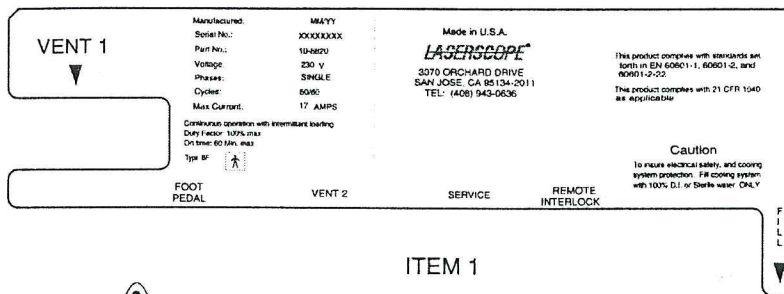 VENT 1
Manufactured: MM/YY
Serial No.: XXXXXXXX
Part No.: 10-6820
Voltage: 230 V
Phases: SINGLE
Cycles: 50/60
Max Current: 17 AMPS
Continuous operation with intermittent loading
Duty Factor: 100% max
On time: 60 Min. max
Type BF
Made in U.S.A.
LASERSCOPE®
3070 ORCHARD DRIVE
SAN JOSE, CA 95134-2011
TEL: (408) 943-0636
This product complies with standards set
forth in EN 60601-1, 60601-2, and
60601-2-22.
This product complies with 21 CFR 1040
as applicable
Caution
To insure electrical safety, and cooling
system protection. Fill cooling system
with 100% D.I. or Sterile water ONLY
FOOT
PEDAL
VENT 2
SERVICE
REMOTE
INTERLOCK
FILL
ITEM 1